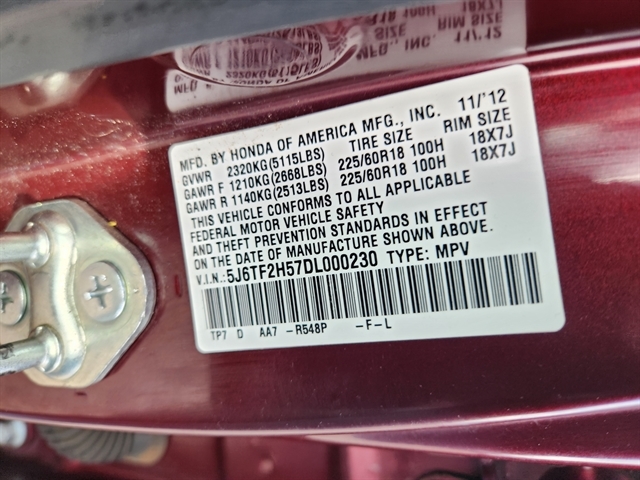 MFD. BY HONDA OF AMERICA MFG., INC. 11/'12
GVWR 2320KG(5115LBS) TIRE SIZE RIM SIZE
GAWR F 1210KG(2668LBS) 225/60R18 100H 18X7J
GAWR R 1140KG(2513LBS) 225/60R18 100H 18X7J
THIS VEHICLE CONFORMS TO ALL APPLICABLE
FEDERAL MOTOR VEHICLE SAFETY
AND THEFT PREVENTION STANDARDS IN EFFECT
ON THE DATE OF MANUFACTURE SHOWN ABOVE.
V.I.N.:5J6TF2H57DL000230 TYPE: MPV
TP7 D AA7 -R548P -F-L